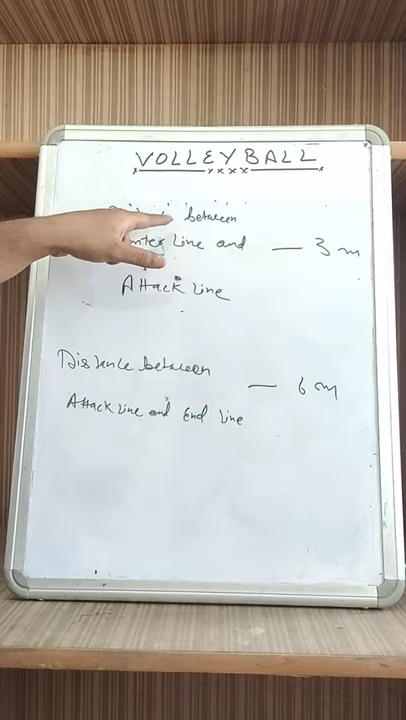 VOLLEYBALL
between
Line and — 3 m
Attack Line
Distance between
— 6 m
Attack Line and End Line